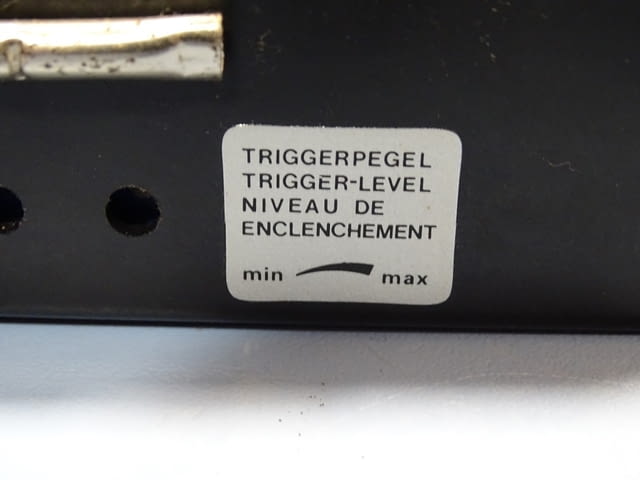 TRIGGERPEGEL
TRIGGER-LEVEL
NIVEAU DE
ENCLENCHEMENT
min max